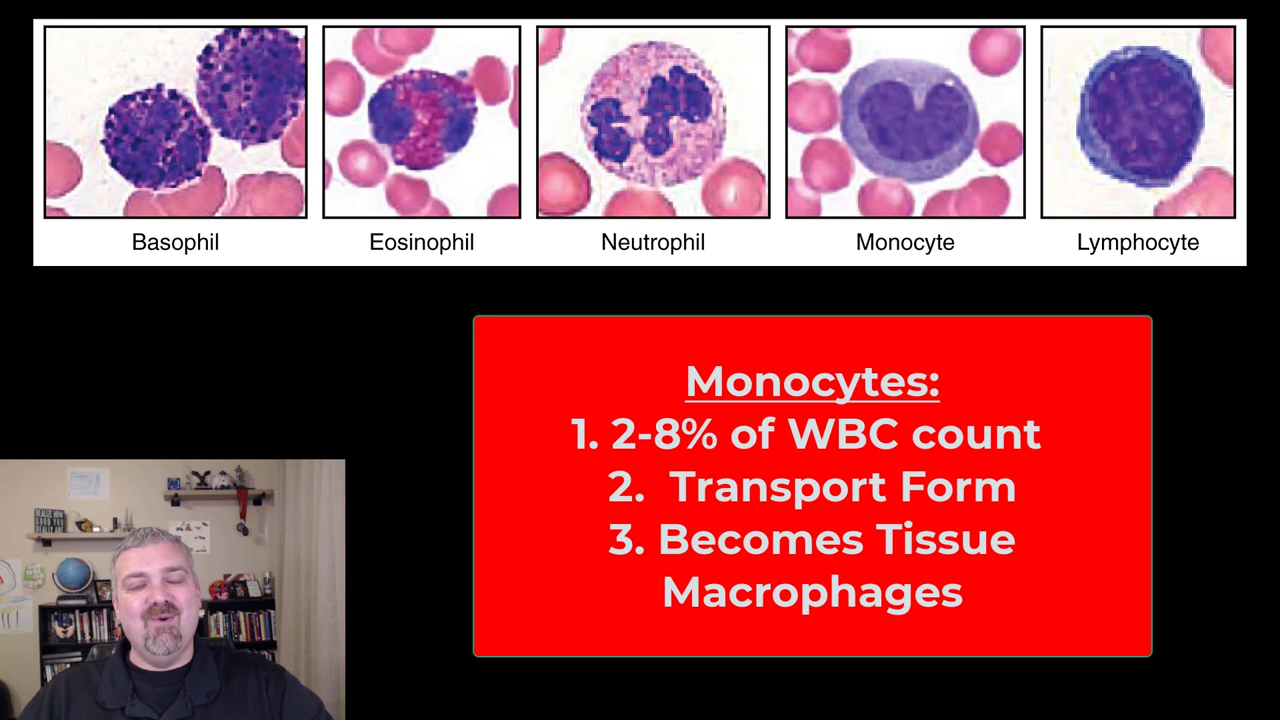 Basophil
Eosinophil
Neutrophil
Monocyte
Lymphocyte
Monocytes:
1. 2-8% of WBC count
2. Transport Form
3. Becomes Tissue
Macrophages